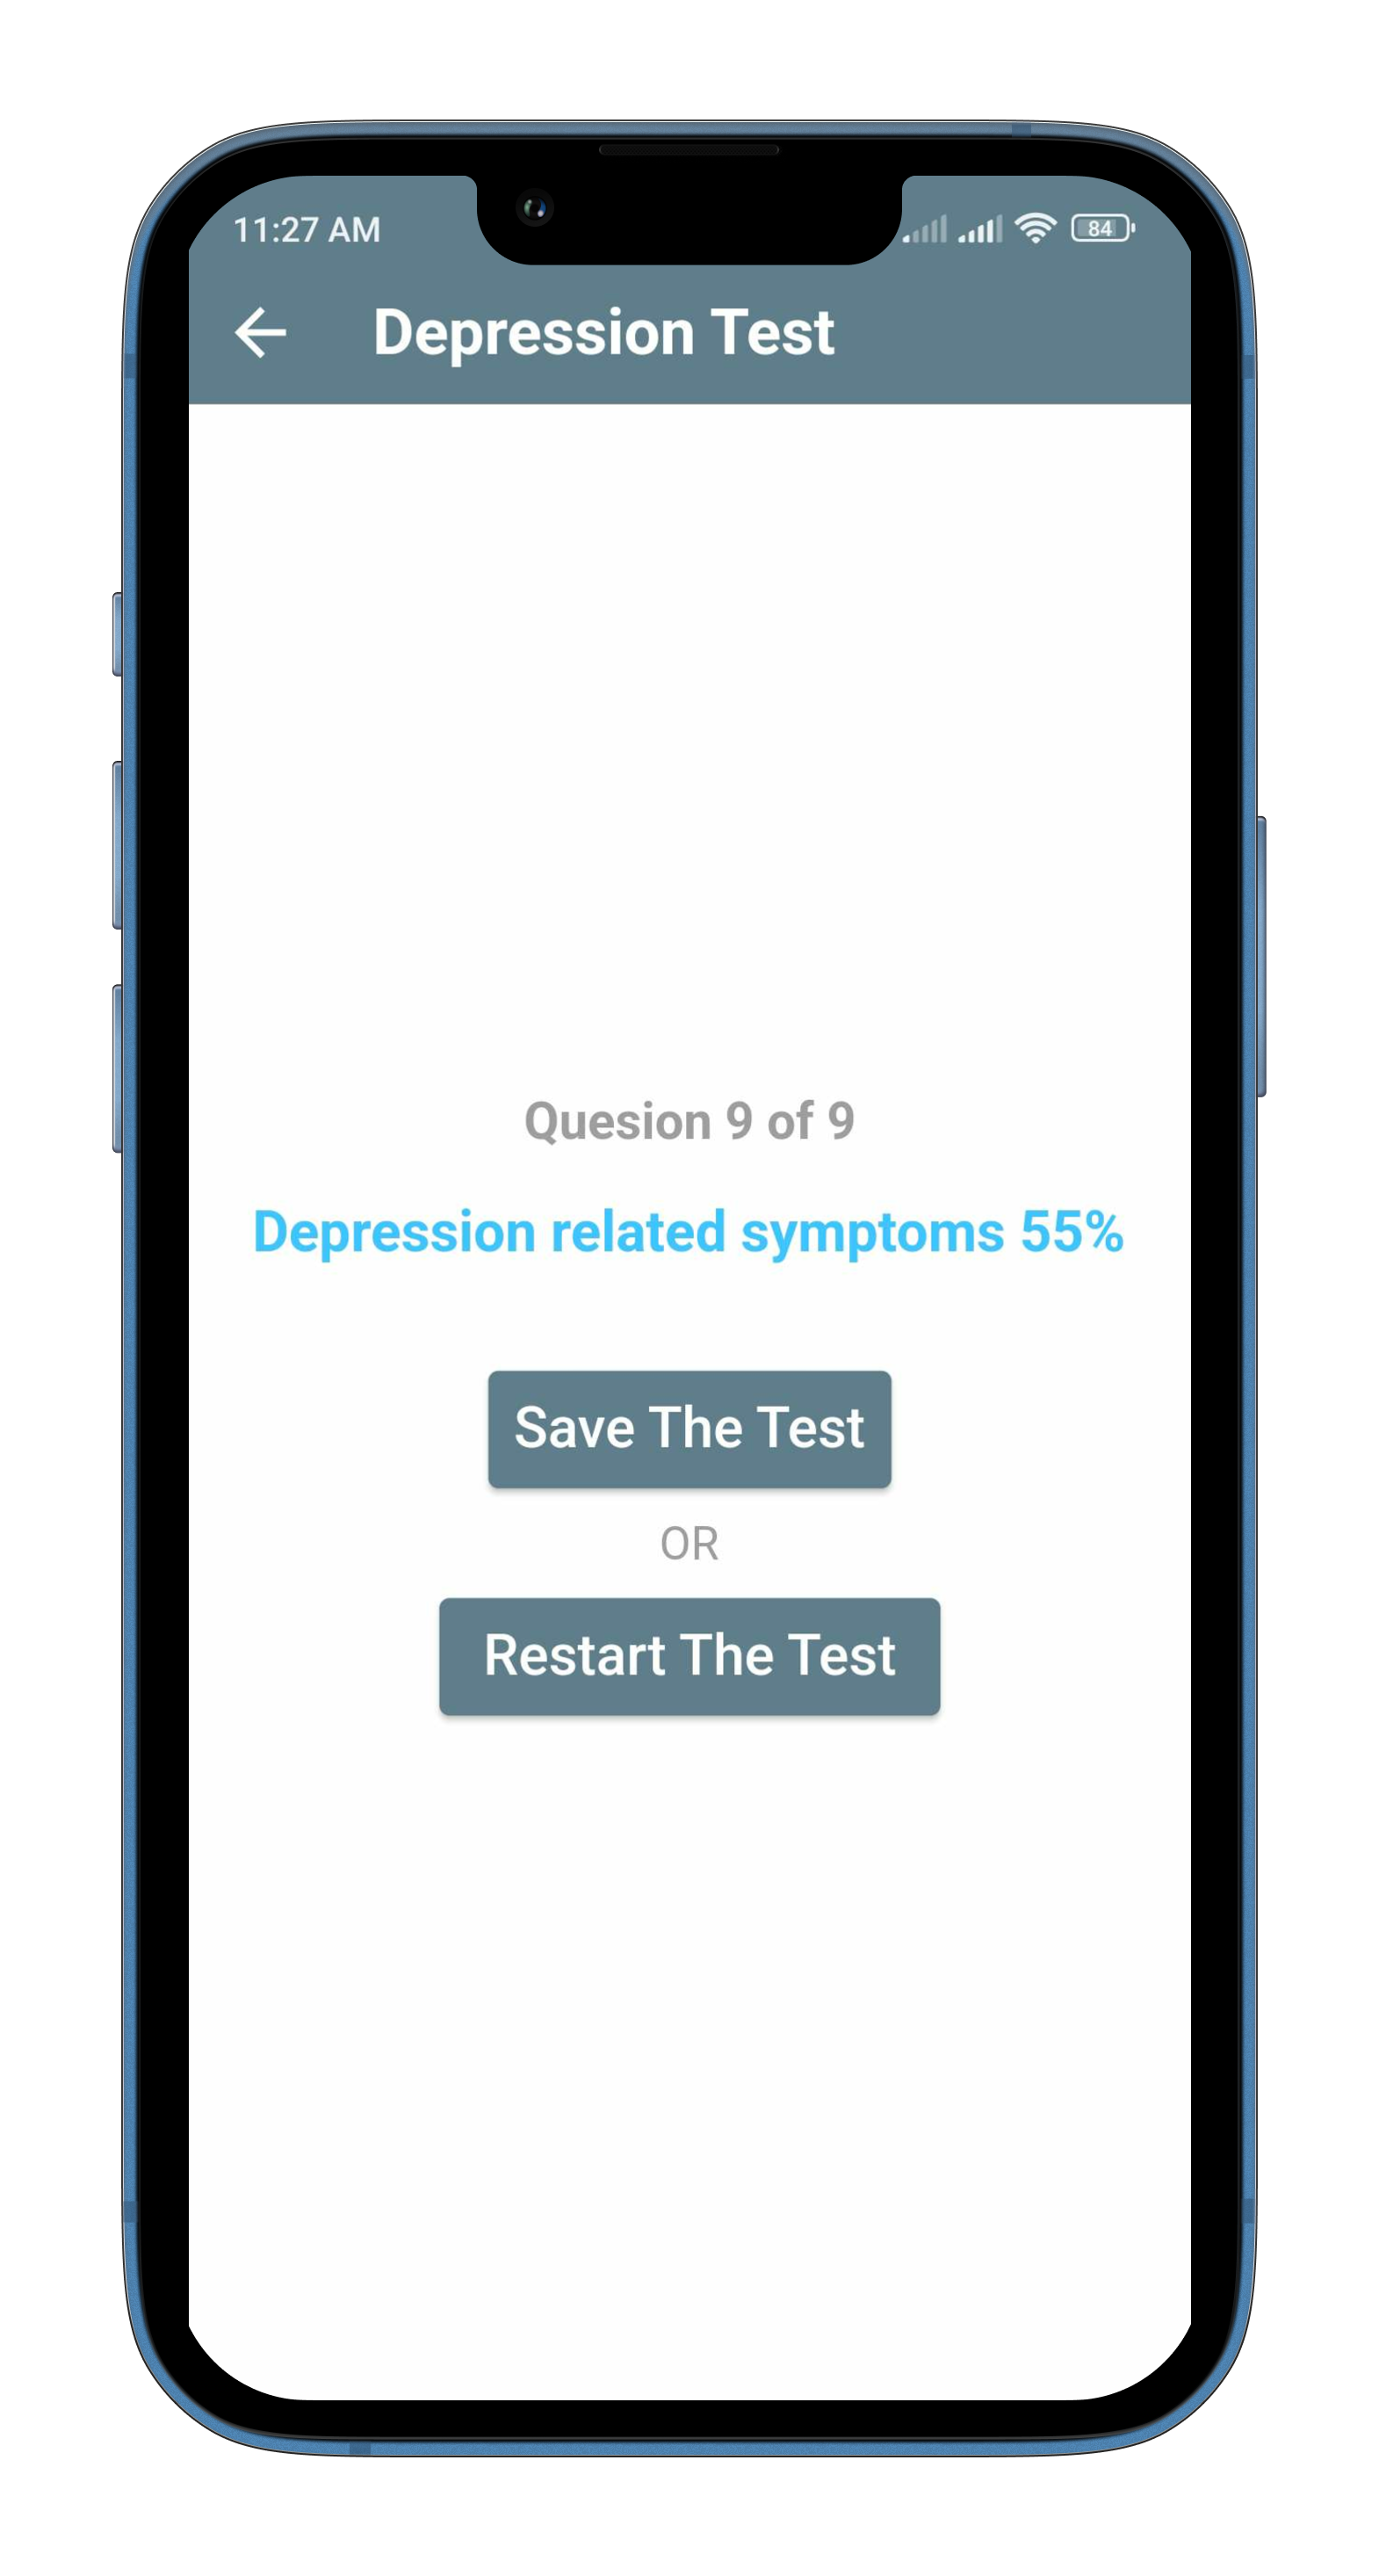 11:27 AM 84
Depression Test
Quesion 9 of 9
Depression related symptoms 55%
Save The Test
OR
Restart The Test